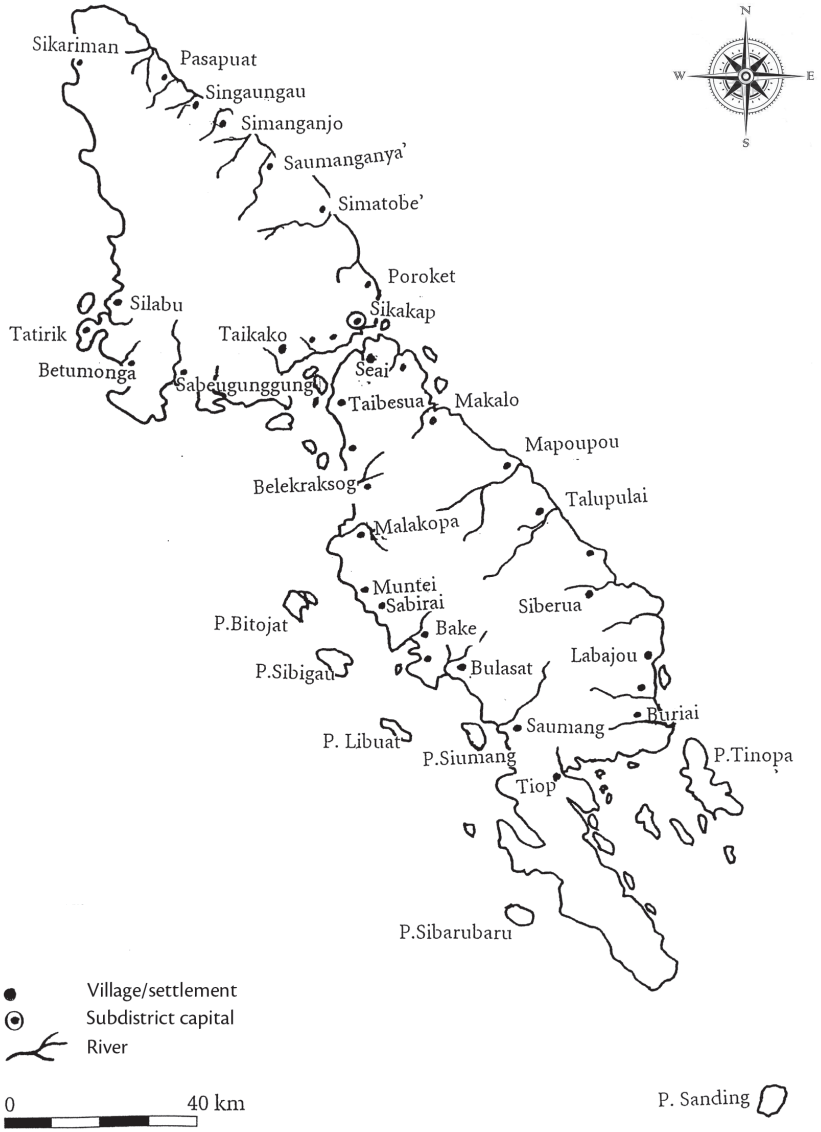 N
Sikariman
Pasapuat
W
E
Singaungau
Simanganjo
S
Saumanganya'
Simatobe'
Poroket
Silabu
Sikakap
Tatirik
Taikako
Betumonga
Seai
Sabeugunggung
Taibesua
Makalo
Mapoupou
Belekraksog
Talupulai
Malakopa
Muntei
Sabirai
Siberua
P.Bitojat
Bake
Labajou
P.Sibigau
Bulasat
Buriai
Saumang
P. Libuat
P.Siumang
P.Tinopa
Tiop
P.Sibarubaru
Village/settlement
Subdistrict capital
River
P. Sanding
0 40 km